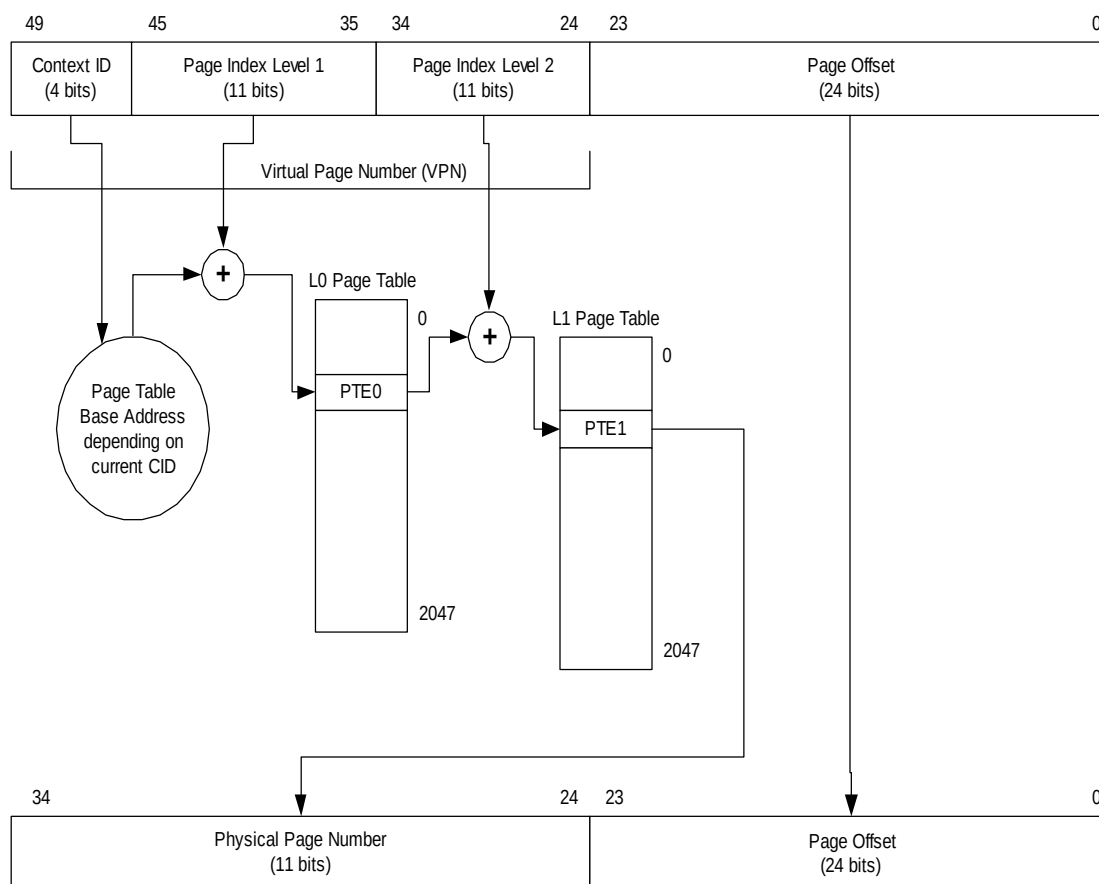 49 45 35 34 24 23 0
Context ID
(4 bits)
Page Index Level 1
(11 bits)
Page Index Level 2
(11 bits)
Page Offset
(24 bits)
Virtual Page Number (VPN)
+
L0 Page Table
0
PTE0
2047
+
L1 Page Table
0
PTE1
2047
Page Table
Base Address
depending on
current CID
34 24 23 0
Physical Page Number
(11 bits)
Page Offset
(24 bits)